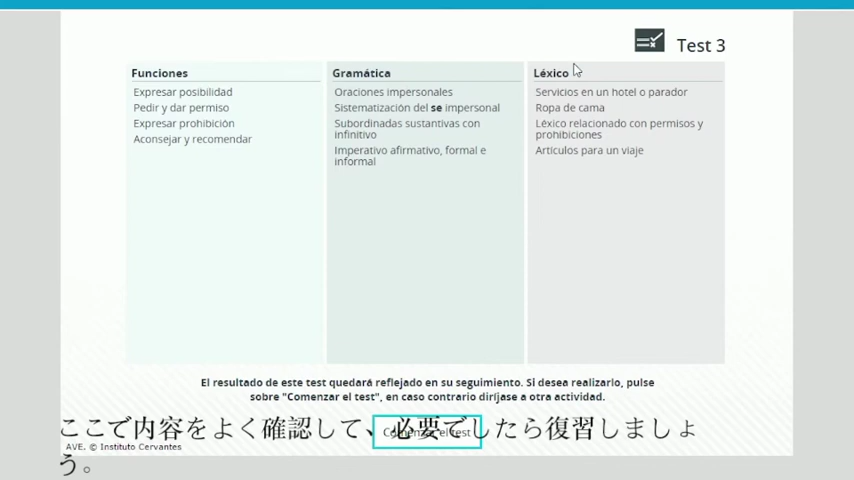 Test 3
Funciones
Expresar posibilidad
Pedir y dar permiso
Expresar prohibición
Aconsejar y recomendar
Gramática
Oraciones impersonales
Sistematización del se impersonal
Subordinadas sustantivas con
infinitivo
Imperativo afirmativo, formal e
informal
Léxico
Servicios en un hotel o parador
Ropa de cama
Léxico relacionado con permisos y
prohibiciones
Artículos para un viaje
El resultado de este test quedará reflejado en su seguimiento. Si desea realizarlo, pulse
sobre "Comenzar el test", en caso contrario diríjase a otra actividad.
Comenzar el test
ここで内容をよく確認して、必要でしたら復習しましょ
う。
AVE. © Instituto Cervantes